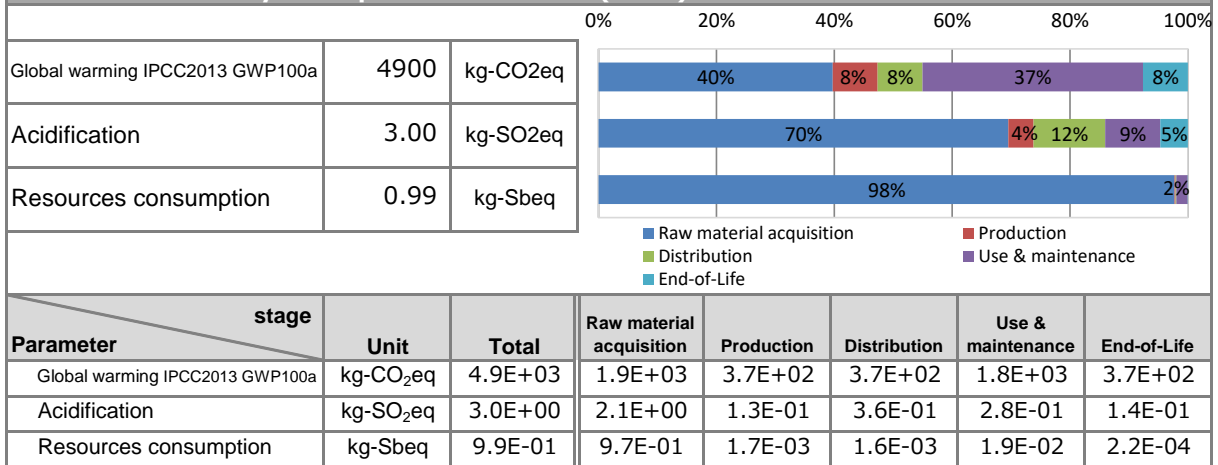 0% 20% 40% 60% 80% 100%
Global warming IPCC2013 GWP100a 4900 kg-CO2eq 40% 8% 8% 37% 8%
Acidification 3.00 kg-SO2eq 70% 4% 12% 9% 5%
Resources consumption 0.99 kg-Sbeq 98% 2%
Raw material acquisition Production
Distribution Use & maintenance
End-of-Life
stage
Parameter Unit Total Raw material acquisition Production Distribution Use & maintenance End-of-Life
Global warming IPCC2013 GWP100a kg-CO₂eq 4.9E+03 1.9E+03 3.7E+02 3.7E+02 1.8E+03 3.7E+02
Acidification kg-SO₂eq 3.0E+00 2.1E+00 1.3E-01 3.6E-01 2.8E-01 1.4E-01
Resources consumption kg-Sbeq 9.9E-01 9.7E-01 1.7E-03 1.6E-03 1.9E-02 2.2E-04